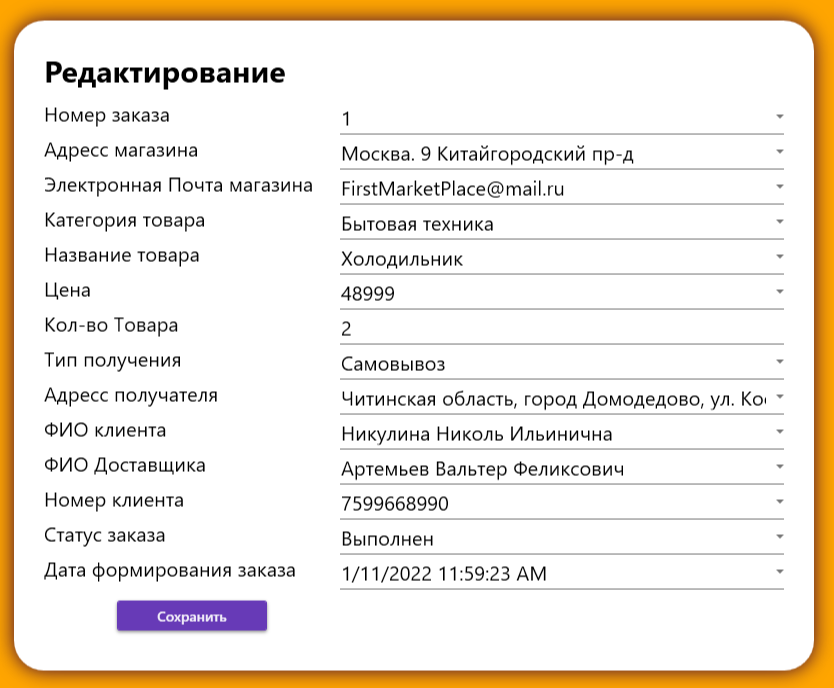 Редактирование
Номер заказа 1
Адресс магазина Москва. 9 Китайгородский пр-д
Электронная Почта магазина FirstMarketPlace@mail.ru
Категория товара Бытовая техника
Название товара Холодильник
Цена 48999
Кол-во Товара 2
Тип получения Самовывоз
Адресс получателя Читинская область, город Домодедово, ул. Ко
ФИО клиента Никулина Николь Ильинична
ФИО Доставщика Артемьев Вальтер Феликсович
Номер клиента 7599668990
Статус заказа Выполнен
Дата формирования заказа 1/11/2022 11:59:23 AM
Сохранить